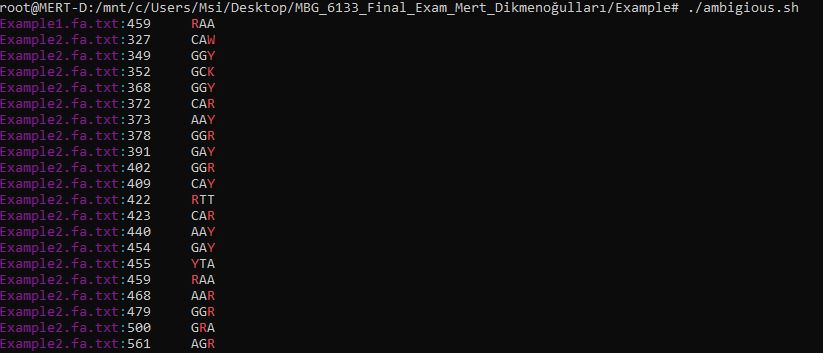 root@MERT-D:/mnt/c/Users/Msi/Desktop/MBG_6133_Final_Exam_Mert_Dikmenoğulları/Example# ./ambigious.sh
Example1.fa.txt:459 RAA
Example2.fa.txt:327 CAW
Example2.fa.txt:349 GGY
Example2.fa.txt:352 GCK
Example2.fa.txt:368 GGY
Example2.fa.txt:372 CAR
Example2.fa.txt:373 AAY
Example2.fa.txt:378 GGR
Example2.fa.txt:391 GAY
Example2.fa.txt:402 GGR
Example2.fa.txt:409 CAY
Example2.fa.txt:422 RTT
Example2.fa.txt:423 CAR
Example2.fa.txt:440 AAY
Example2.fa.txt:454 GAY
Example2.fa.txt:455 YTA
Example2.fa.txt:459 RAA
Example2.fa.txt:468 AAR
Example2.fa.txt:479 GGR
Example2.fa.txt:500 GRA
Example2.fa.txt:561 AGR